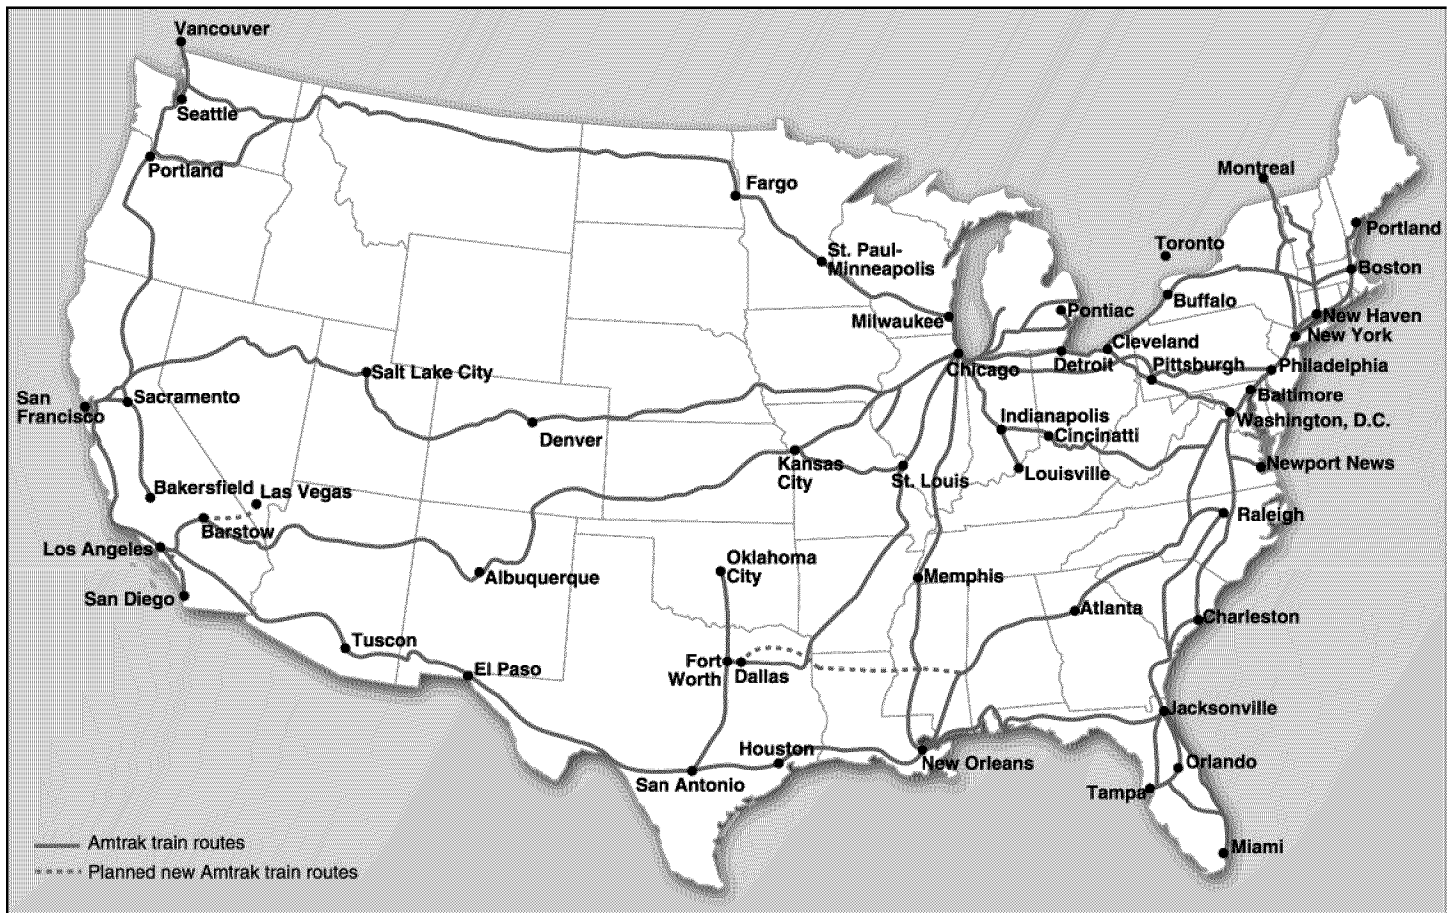 Vancouver
Seattle
Portland
Fargo
Montreal
Portland
Toronto
St. Paul-
Minneapolis
Boston
Buffalo
Pontiac
Milwaukee
New Haven
New York
Cleveland
Detroit
Pittsburgh
Philadelphia
Chicago
Salt Lake City
San
Francisco
Sacramento
Baltimore
Washington, D.C.
Indianapolis
Cincinatti
Denver
Kansas
City
St. Louis
Louisville
Newport News
Bakersfield
Las Vegas
Barstow
Raleigh
Los Angeles
Albuquerque
Oklahoma
City
Memphis
San Diego
Atlanta
Charleston
Tuscon
El Paso
Fort
Worth
Dallas
Jacksonville
Houston
New Orleans
Orlando
San Antonio
Tampa
Miami
Amtrak train routes
Planned new Amtrak train routes